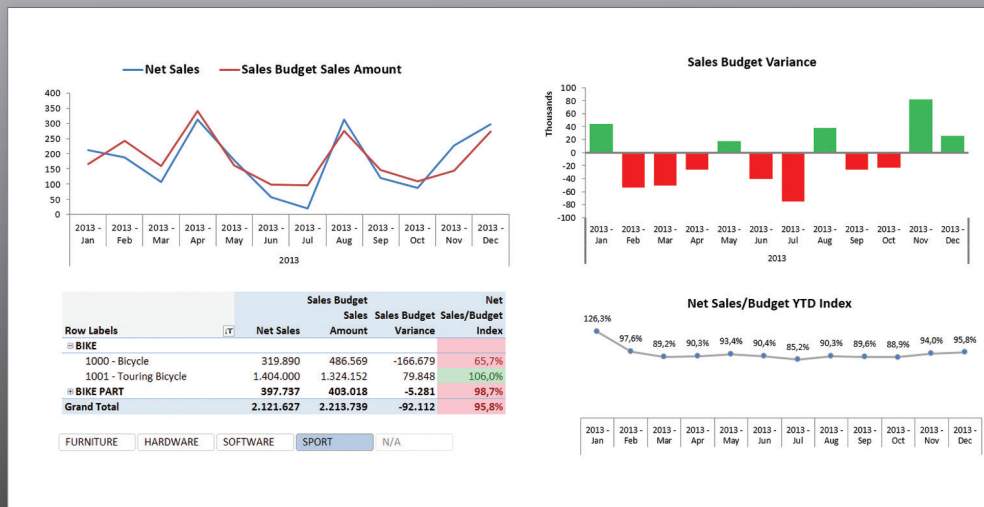 Net Sales Sales Budget Sales Amount
400
350
300
250
200
150
100
50
0
2013 - Jan 2013 - Feb 2013 - Mar 2013 - Apr 2013 - May 2013 - Jun 2013 - Jul 2013 - Aug 2013 - Sep 2013 - Oct 2013 - Nov 2013 - Dec
2013
Sales Budget Variance
Thousands
100
80
60
40
20
0
-20
-40
-60
-80
-100
2013 - Jan 2013 - Feb 2013 - Mar 2013 - Apr 2013 - May 2013 - Jun 2013 - Jul 2013 - Aug 2013 - Sep 2013 - Oct 2013 - Nov 2013 - Dec
2013
Row Labels Net Sales Sales Budget Sales Amount Sales Budget Variance Net Sales/Budget Index
BIKE
1000 - Bicycle 319.890 486.569 -166.679 65,7%
1001 - Touring Bicycle 1.404.000 1.324.152 79.848 106,0%
BIKE PART 397.737 403.018 -5.281 98,7%
Grand Total 2.121.627 2.213.739 -92.112 95,8%
FURNITURE HARDWARE SOFTWARE SPORT N/A
Net Sales/Budget YTD Index
126,3% 97,6% 89,2% 90,3% 93,4% 90,4% 85,2% 90,3% 89,6% 88,9% 94,0% 95,8%
2013 - Jan 2013 - Feb 2013 - Mar 2013 - Apr 2013 - May 2013 - Jun 2013 - Jul 2013 - Aug 2013 - Sep 2013 - Oct 2013 - Nov 2013 - Dec